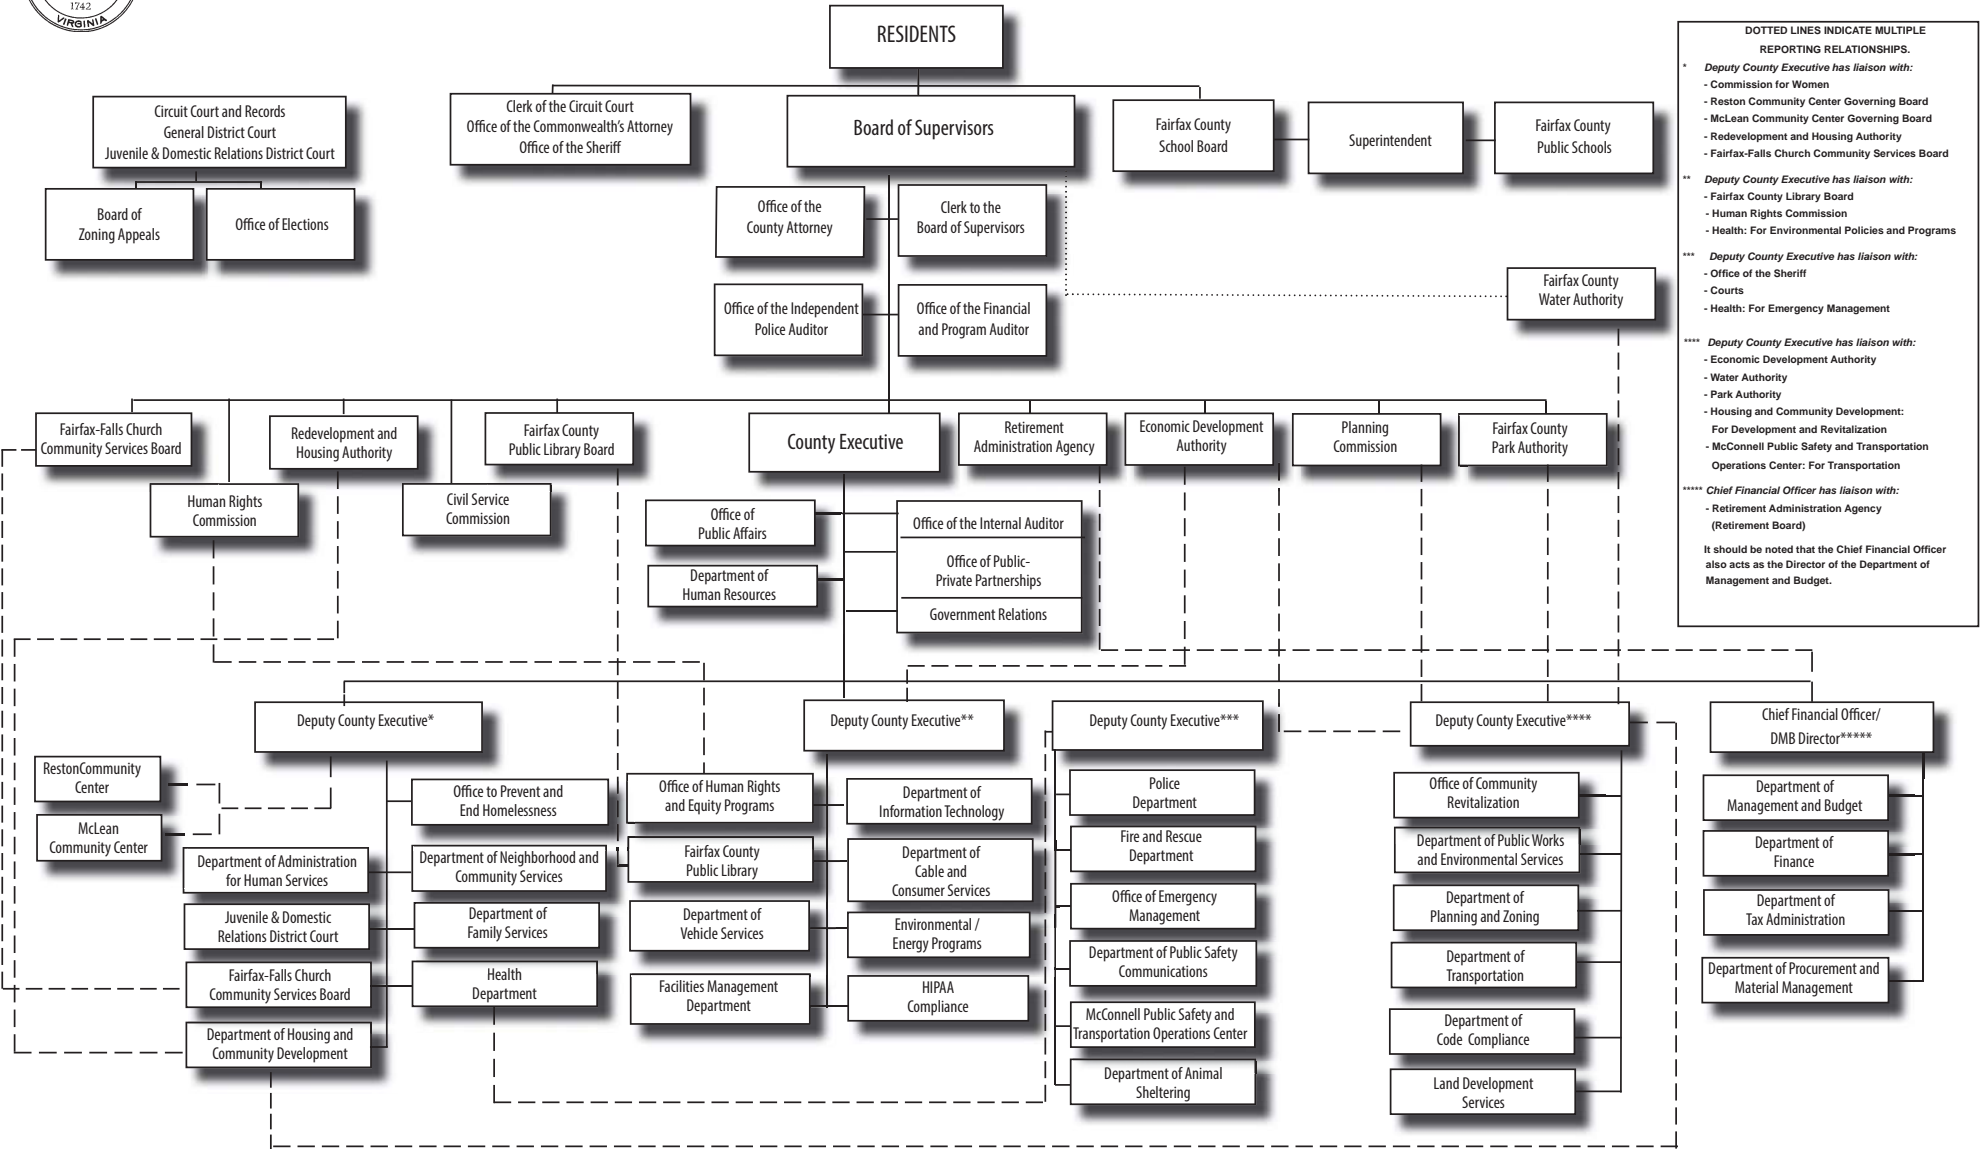 1742
VIRGINIA
RESIDENTS
Circuit Court and Records
General District Court
Juvenile & Domestic Relations District Court
Board of
Zoning Appeals
Office of Elections
Clerk of the Circuit Court
Office of the Commonwealth's Attorney
Office of the Sheriff
Board of Supervisors
Fairfax County
School Board
Superintendent
Fairfax County
Public Schools
Office of the
County Attorney
Clerk to the
Board of Supervisors
Office of the Independent
Police Auditor
Office of the Financial
and Program Auditor
Fairfax County
Water Authority
DOTTED LINES INDICATE MULTIPLE
REPORTING RELATIONSHIPS.
* Deputy County Executive has liaison with:
- Commission for Women
- Reston Community Center Governing Board
- McLean Community Center Governing Board
- Redevelopment and Housing Authority
- Fairfax-Falls Church Community Services Board
** Deputy County Executive has liaison with:
- Fairfax County Library Board
- Human Rights Commission
- Health: For Environmental Policies and Programs
*** Deputy County Executive has liaison with:
- Office of the Sheriff
- Courts
- Health: For Emergency Management
**** Deputy County Executive has liaison with:
- Economic Development Authority
- Water Authority
- Park Authority
- Housing and Community Development:
For Development and Revitalization
- McConnell Public Safety and Transportation
Operations Center: For Transportation
***** Chief Financial Officer has liaison with:
- Retirement Administration Agency
(Retirement Board)
It should be noted that the Chief Financial Officer
also acts as the Director of the Department of
Management and Budget.
Fairfax-Falls Church
Community Services Board
Human Rights
Commission
Redevelopment and
Housing Authority
Civil Service
Commission
Fairfax County
Public Library Board
County Executive
Retirement
Administration Agency
Economic Development
Authority
Planning
Commission
Fairfax County
Park Authority
Office of
Public Affairs
Department of
Human Resources
Office of the Internal Auditor
Office of Public-
Private Partnerships
Government Relations
Deputy County Executive*
RestonCommunity
Center
McLean
Community Center
Office to Prevent and
End Homelessness
Department of Administration
for Human Services
Department of Neighborhood and
Community Services
Juvenile & Domestic
Relations District Court
Department of
Family Services
Fairfax-Falls Church
Community Services Board
Health
Department
Department of Housing and
Community Development
Deputy County Executive**
Office of Human Rights
and Equity Programs
Department of
Information Technology
Fairfax County
Public Library
Department of
Cable and
Consumer Services
Department of
Vehicle Services
Environmental /
Energy Programs
Facilities Management
Department
HIPAA
Compliance
Deputy County Executive***
Police
Department
Fire and Rescue
Department
Office of Emergency
Management
Department of Public Safety
Communications
McConnell Public Safety and
Transportation Operations Center
Department of Animal
Sheltering
Deputy County Executive****
Office of Community
Revitalization
Department of Public Works
and Environmental Services
Department of
Planning and Zoning
Department of
Transportation
Department of
Code Compliance
Land Development
Services
Chief Financial Officer/
DMB Director*****
Department of
Management and Budget
Department of
Finance
Department of
Tax Administration
Department of Procurement and
Material Management